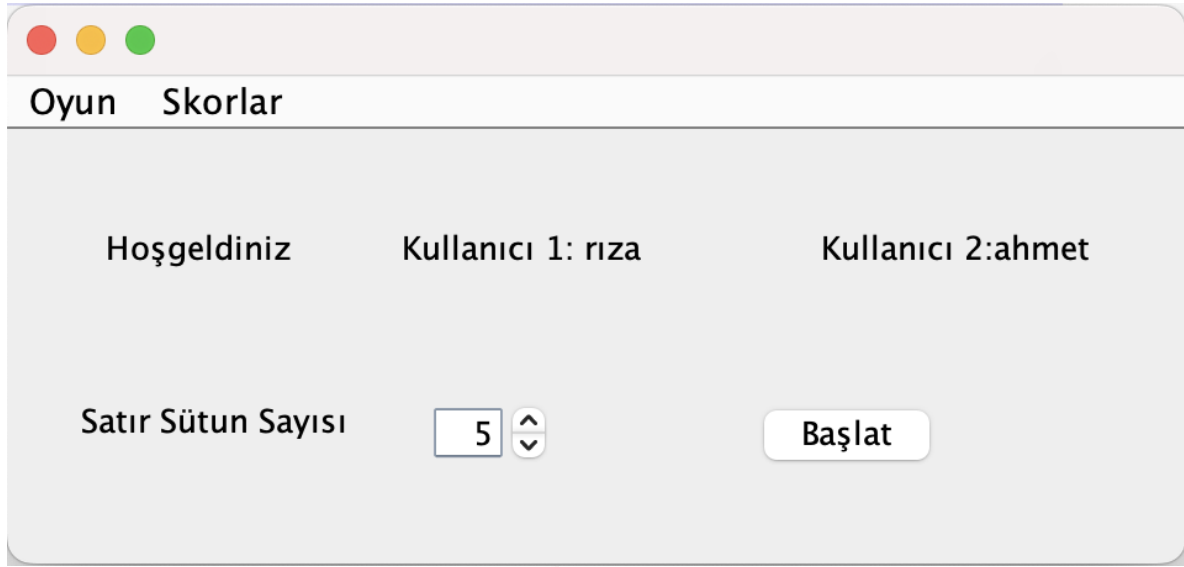 Oyun Skorlar
Hoşgeldiniz Kullanıcı 1: rıza Kullanıcı 2:ahmet
Satır Sütun Sayısı 5 Başlat